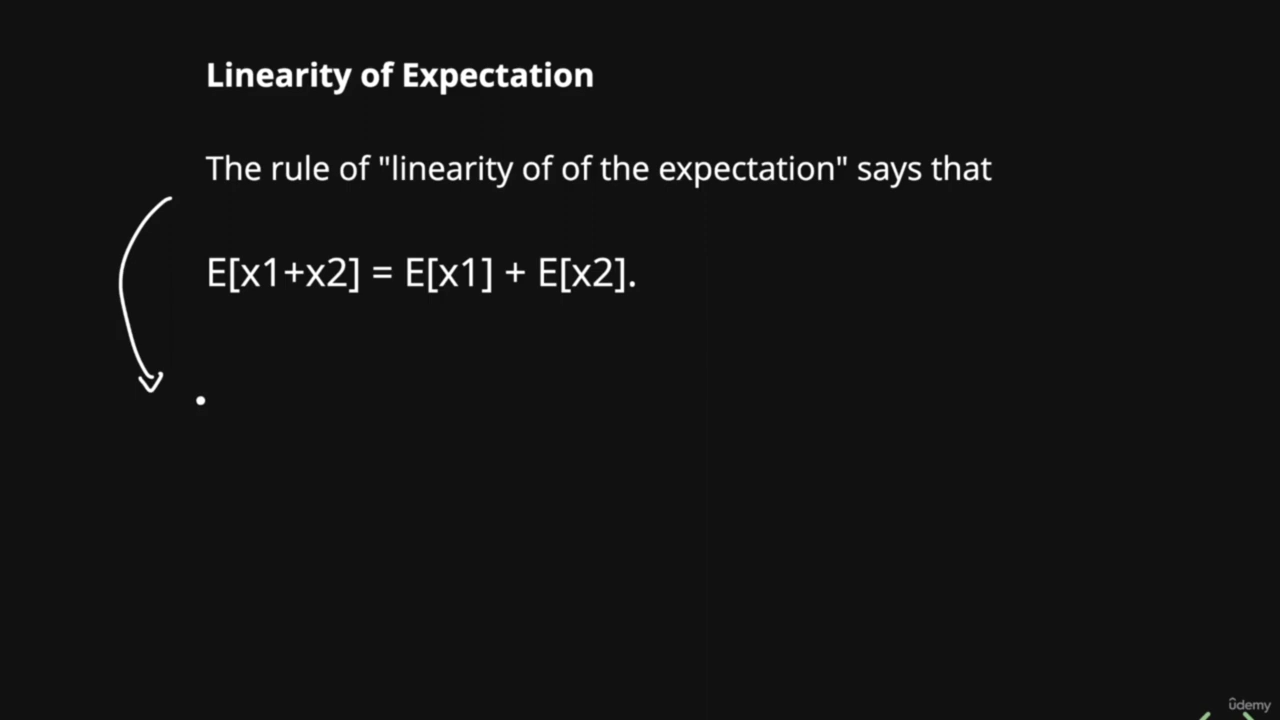 Linearity of Expectation
The rule of "linearity of of the expectation" says that
E[x1+x2] = E[x1] + E[x2].
ûdemy